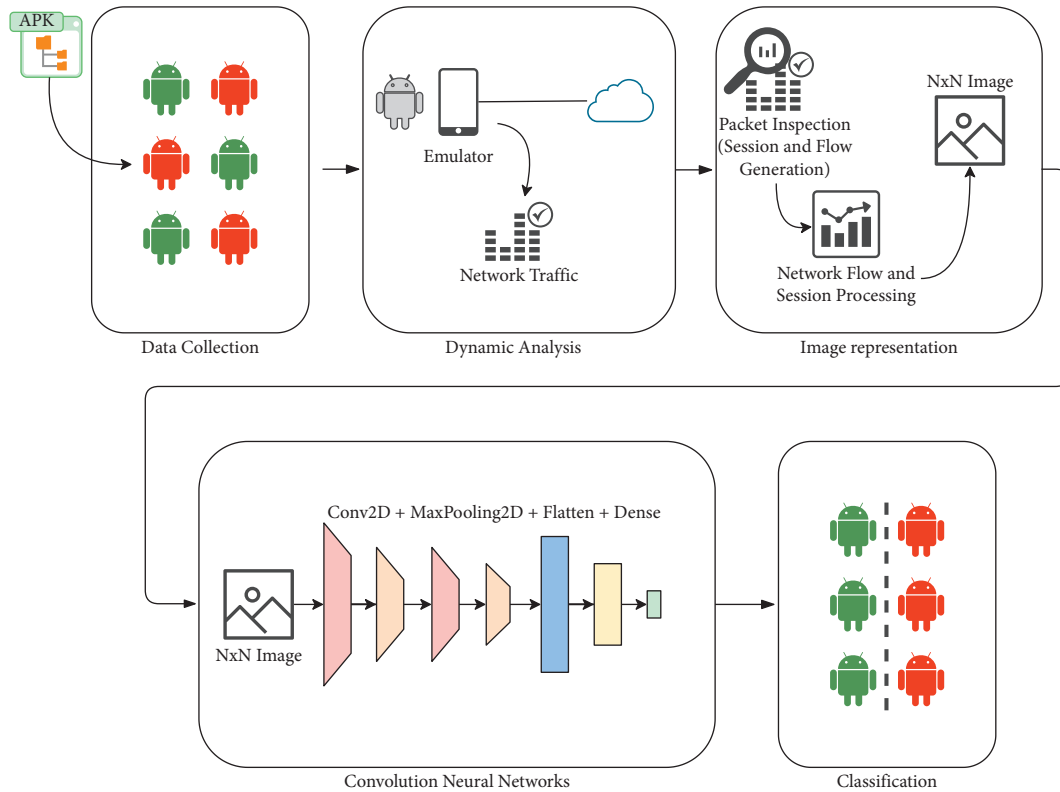 APK
Data Collection
Emulator
Network Traffic
Dynamic Analysis
Packet Inspection
(Session and Flow
Generation)
NxN Image
Network Flow and
Session Processing
Image representation
Conv2D + MaxPooling2D + Flatten + Dense
NxN Image
Convolution Neural Networks
Classification